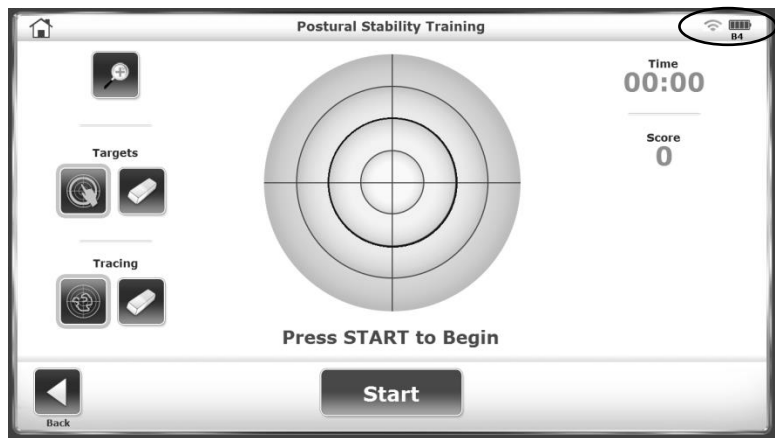 Postural Stability Training
B4
Time
00:00
Score
0
Targets
Tracing
Press START to Begin
Start
Back